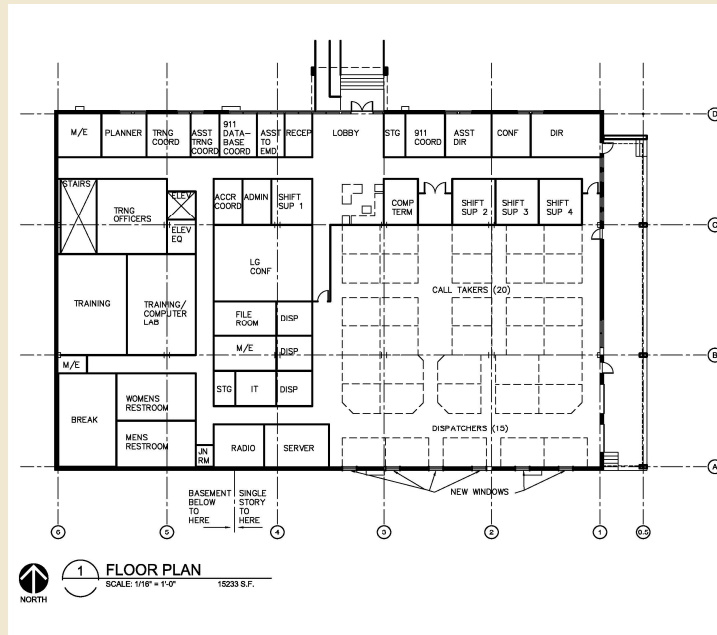 D
M/E
PLANNER
TRNG
COORD
ASST
TRNG
COORD
911
DATA-
BASE
COORD
ASST
TO
EMD
RECEP
LOBBY
STG
911
COORD
ASST
DIR
CONF
DIR
STAIRS
TRNG
OFFICERS
ELEV
ELEV
EQ
ACCR
COORD
ADMIN
SHIFT
SUP 1
COMP
TERM
SHIFT
SUP 2
SHIFT
SUP 3
SHIFT
SUP 4
C
LG
CONF
CALL TAKERS (20)
TRAINING
TRAINING/
COMPUTER
LAB
FILE
ROOM
DISP
M/E
DISP
B
M/E
STG
IT
DISP
BREAK
WOMENS
RESTROOM
MENS
RESTROOM
DISPATCHERS (15)
JN
RM
RADIO
SERVER
A
BASEMENT
BELOW
TO
HERE
SINGLE
STORY
TO
HERE
NEW WINDOWS
6
5
4
3
2
1
0.5
1
FLOOR PLAN
SCALE: 1/16" = 1'-0"
15233 S.F.
NORTH